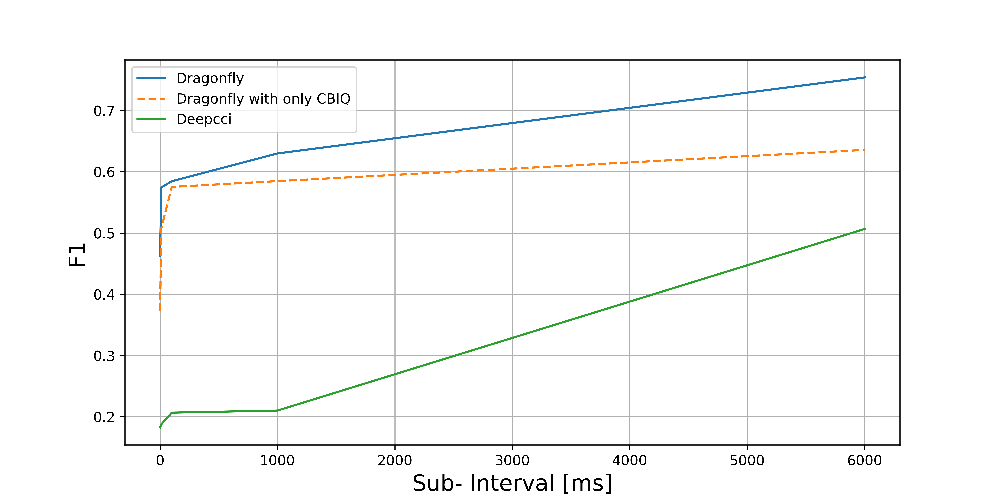 Dragonfly
Dragonfly with only CBIQ
Deepcci
0.7
0.6
0.5
0.4
0.3
0.2
F1
0 1000 2000 3000 4000 5000 6000
Sub- Interval [ms]